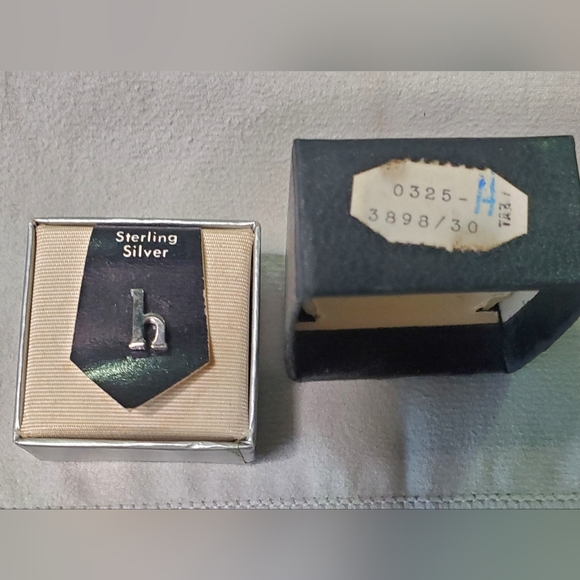 Sterling
Silver
h
0325-
3898/30